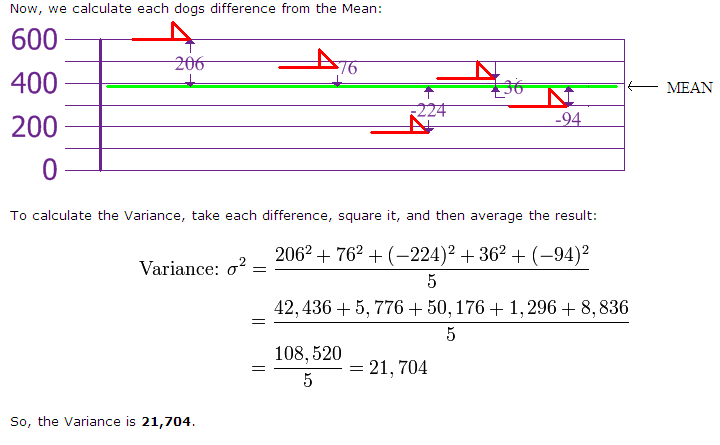 Now, we calculate each dogs difference from the Mean:
600
206
76
400
36
MEAN
-224
-94
200
0
To calculate the Variance, take each difference, square it, and then average the result:
Variance: σ² = (206² + 76² + (−224)² + 36² + (−94)²) / 5
= (42,436 + 5,776 + 50,176 + 1,296 + 8,836) / 5
= 108,520 / 5 = 21,704
So, the Variance is 21,704.